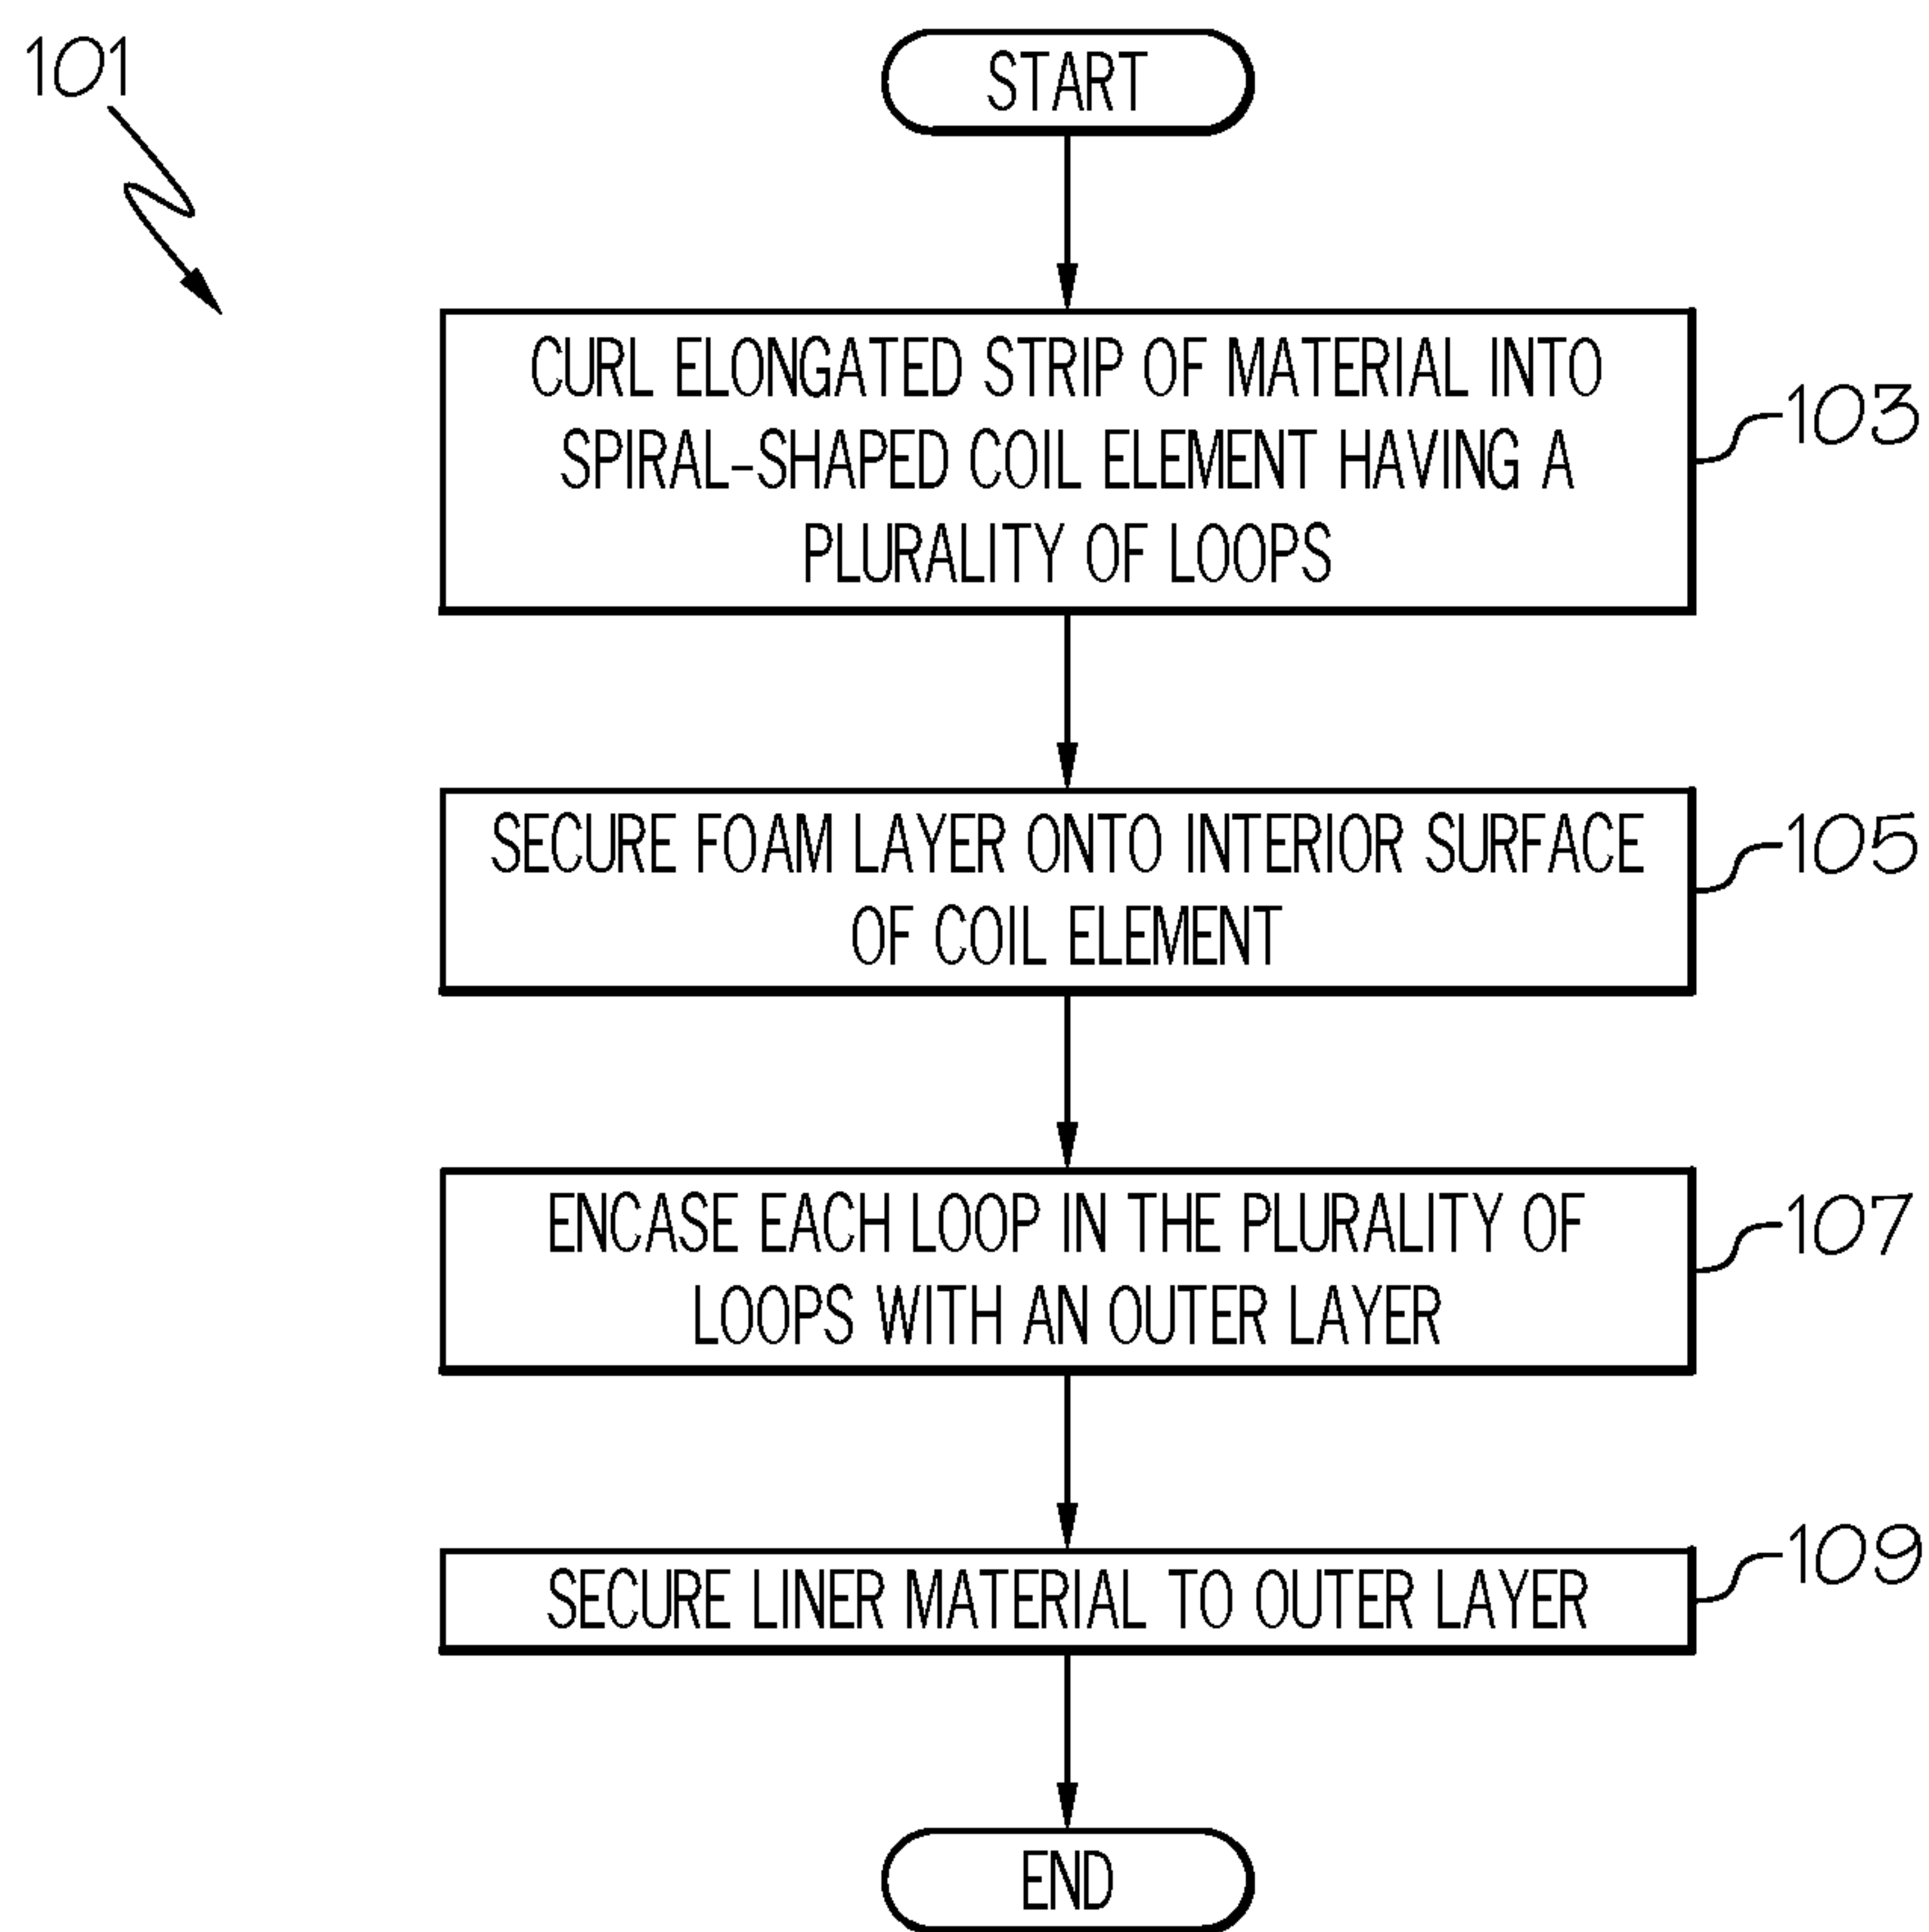 101
START
CURL ELONGATED STRIP OF MATERIAL INTO
SPIRAL-SHAPED COIL ELEMENT HAVING A
PLURALITY OF LOOPS
103
SECURE FOAM LAYER ONTO INTERIOR SURFACE
OF COIL ELEMENT
105
ENCASE EACH LOOP IN THE PLURALITY OF
LOOPS WITH AN OUTER LAYER
107
SECURE LINER MATERIAL TO OUTER LAYER
109
END